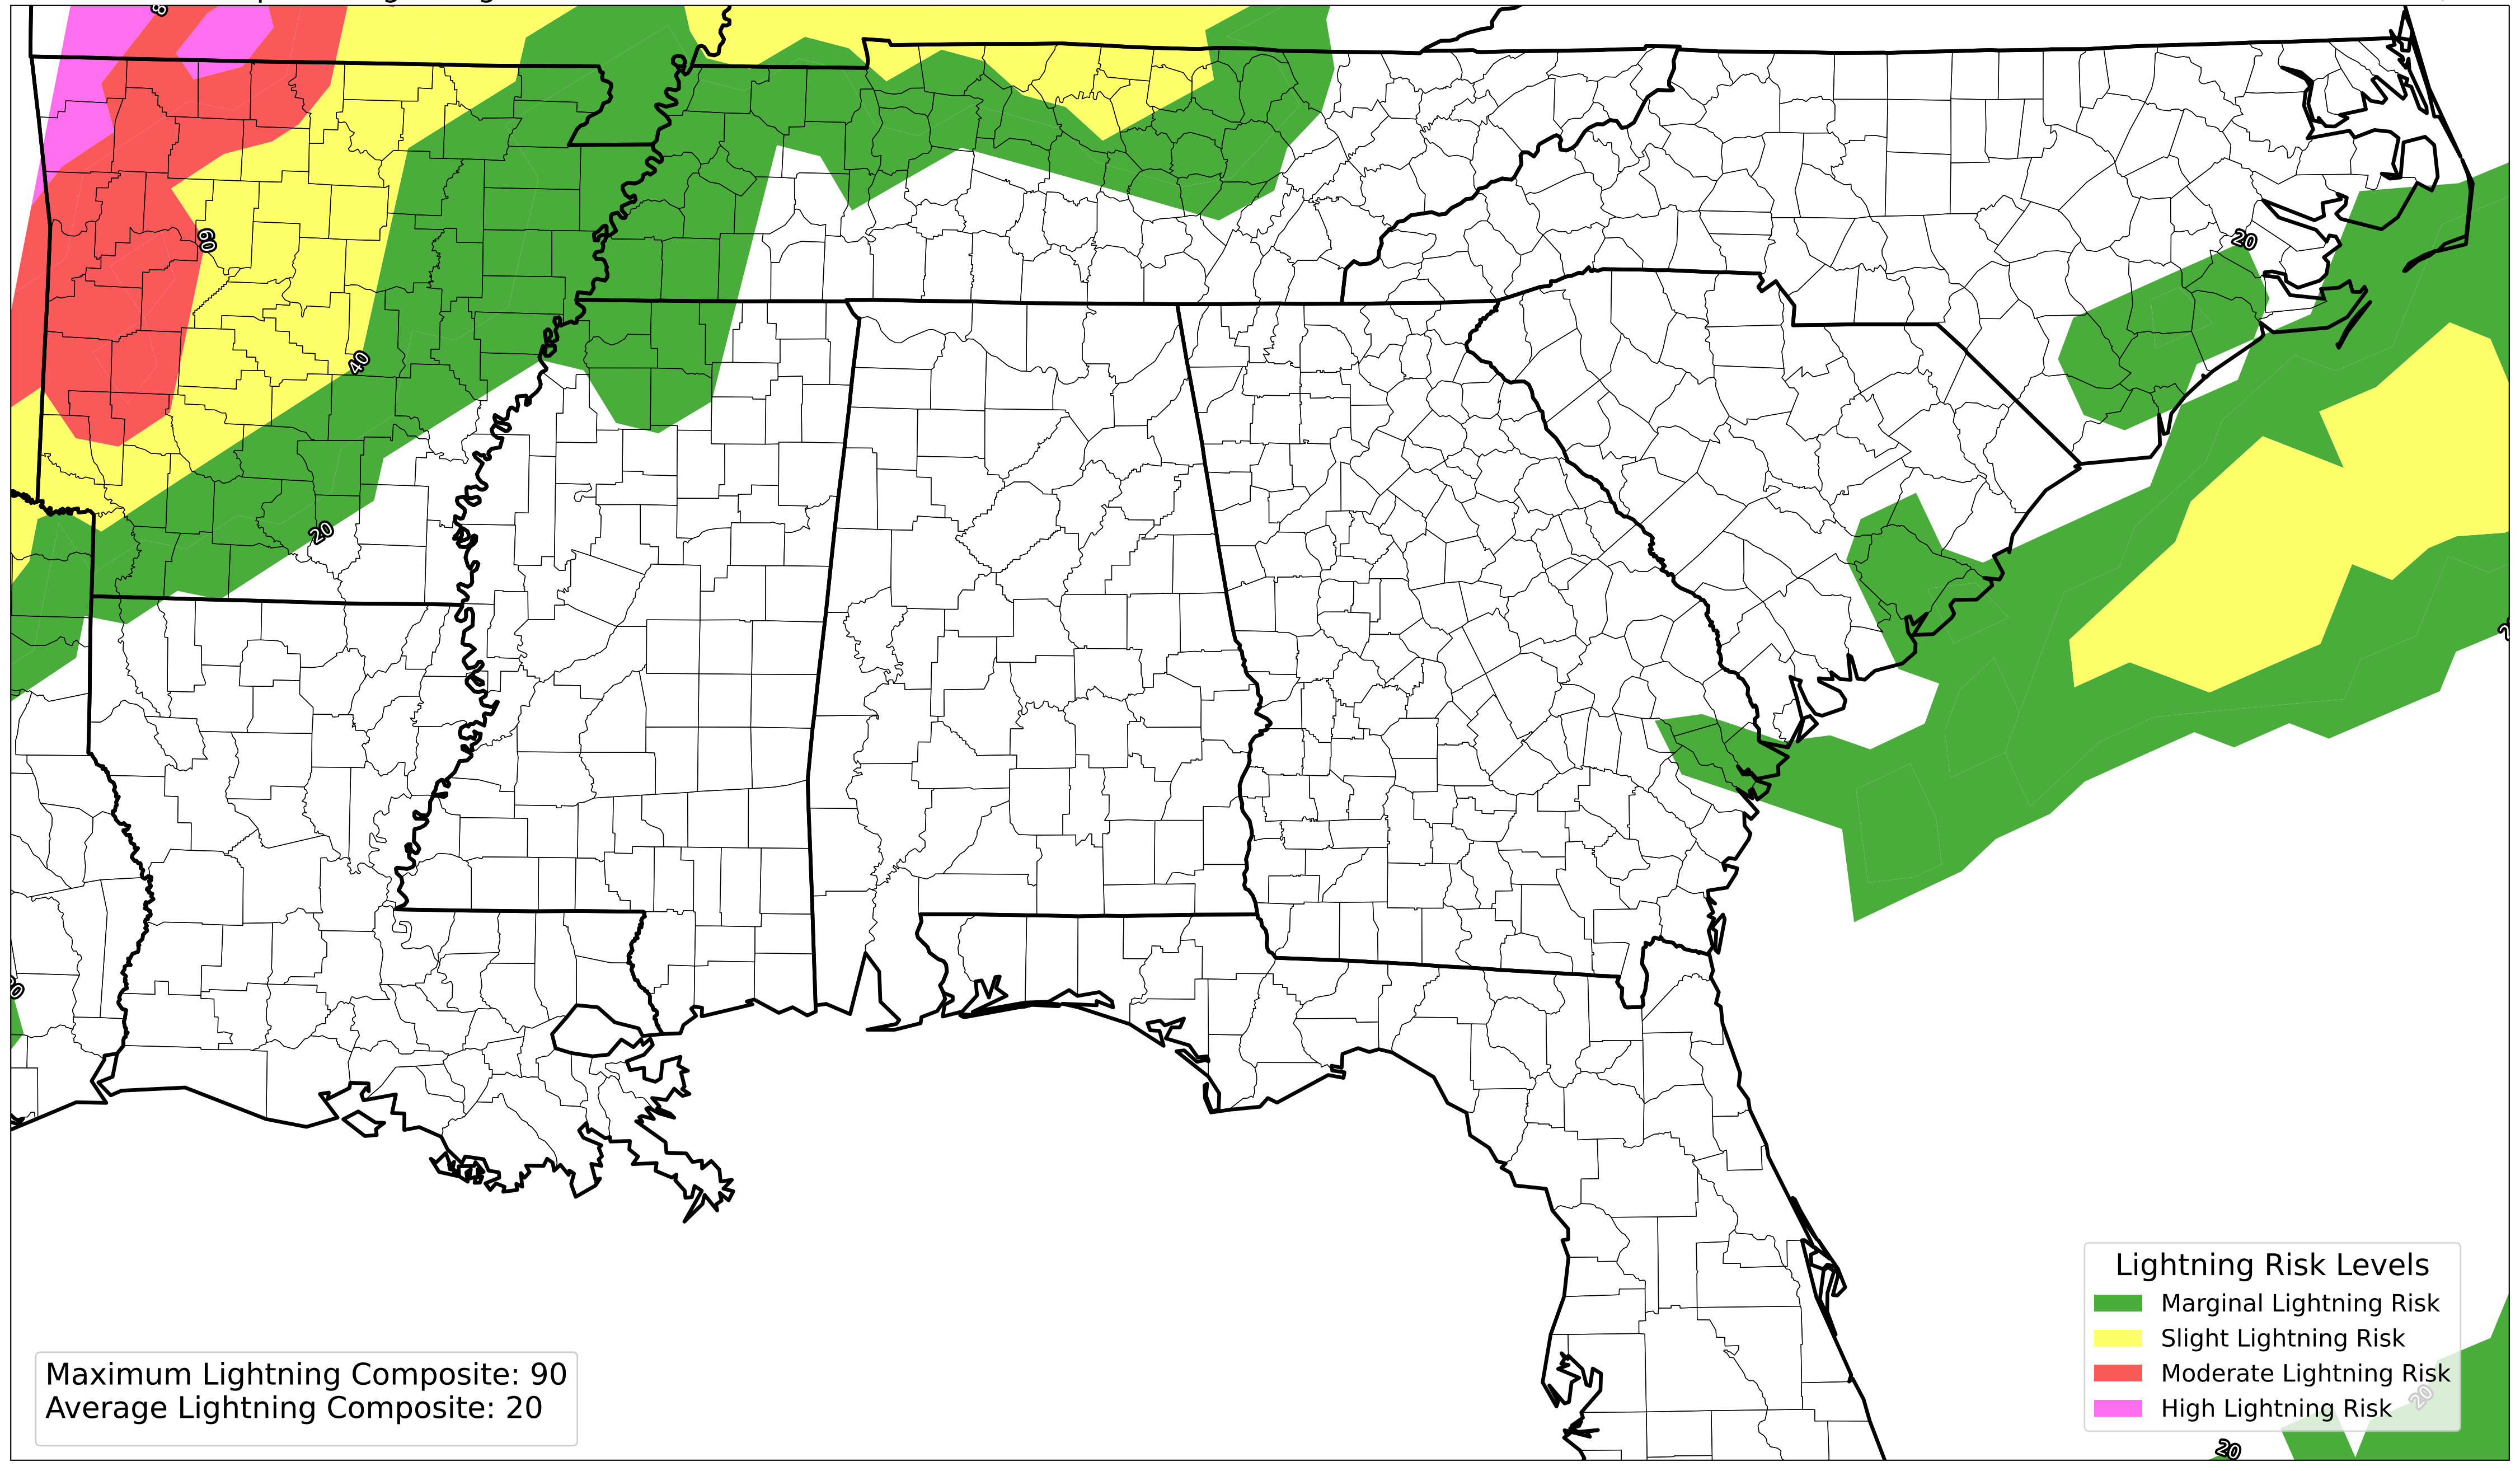 60
40
20
20
Lightning Risk Levels
Marginal Lightning Risk
Slight Lightning Risk
Moderate Lightning Risk
High Lightning Risk
Maximum Lightning Composite: 90
Average Lightning Composite: 20
20
20